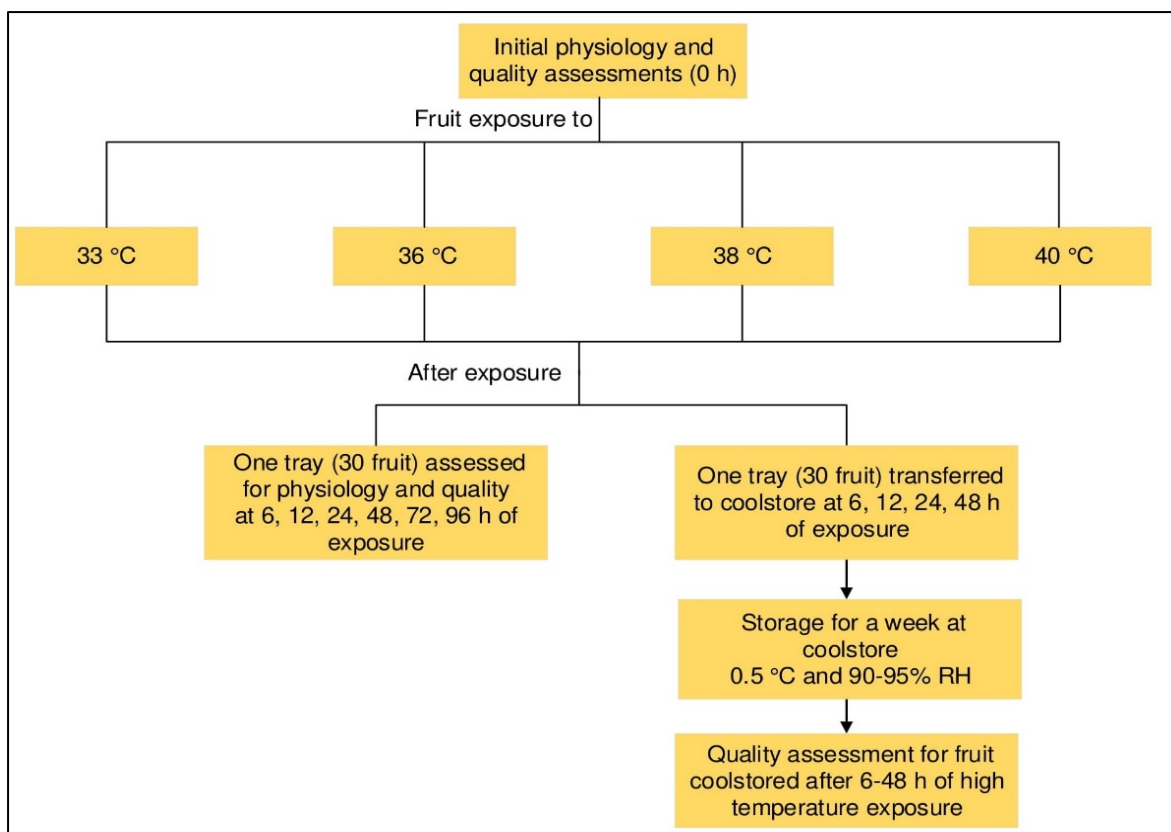 Initial physiology and
quality assessments (0 h)
Fruit exposure to
33 °C
36 °C
38 °C
40 °C
After exposure
One tray (30 fruit) assessed
for physiology and quality
at 6, 12, 24, 48, 72, 96 h of
exposure
One tray (30 fruit) transferred
to coolstore at 6, 12, 24, 48 h
of exposure
Storage for a week at
coolstore
0.5 °C and 90-95% RH
Quality assessment for fruit
coolstored after 6-48 h of high
temperature exposure